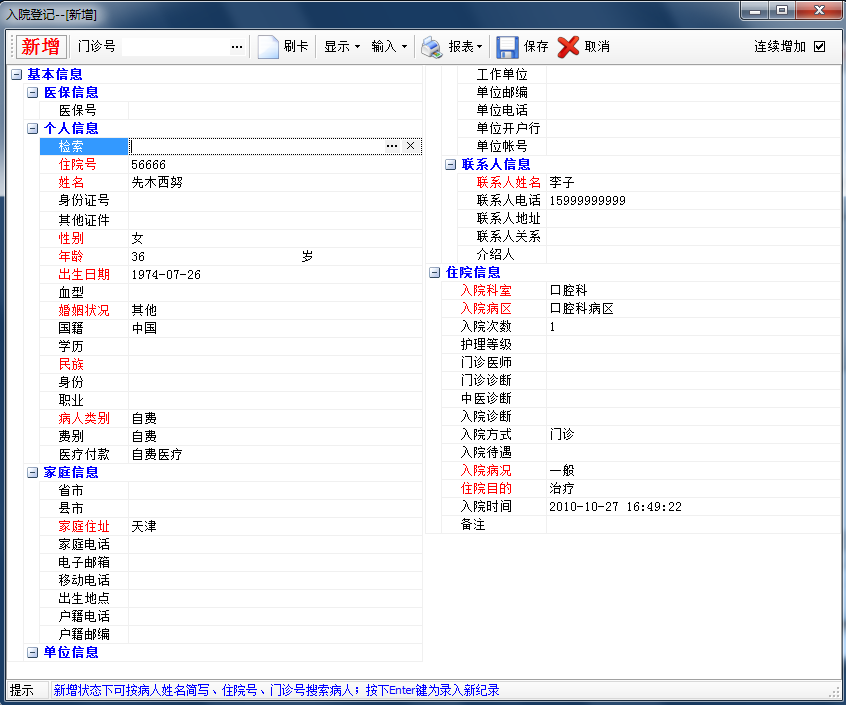 入院登记--[新增]
新增 门诊号 ... 刷卡 显示 输入 报表 保存 取消 连续增加
基本信息
医保信息
医保号
个人信息
检索
住院号 56666
姓名 先木西努
身份证号
其他证件
性别 女
年龄 36 岁
出生日期 1974-07-26
血型
婚姻状况 其他
国籍 中国
学历
民族
身份
职业
病人类别 自费
费别 自费
医疗付款 自费医疗
家庭信息
省市
县市
家庭住址 天津
家庭电话
电子邮箱
移动电话
出生地点
户籍电话
户籍邮编
单位信息
工作单位
单位邮编
单位电话
单位开户行
单位帐号
联系人信息
联系人姓名 李子
联系人电话 15999999999
联系人地址
联系人关系
介绍人
住院信息
入院科室 口腔科
入院病区 口腔科病区
入院次数 1
护理等级
门诊医师
门诊诊断
中医诊断
入院诊断
入院方式 门诊
入院待遇
入院病况 一般
住院目的 治疗
入院时间 2010-10-27 16:49:22
备注
提示 新增状态下可按病人姓名简写、住院号、门诊号搜索病人；按下Enter键为录入新纪录